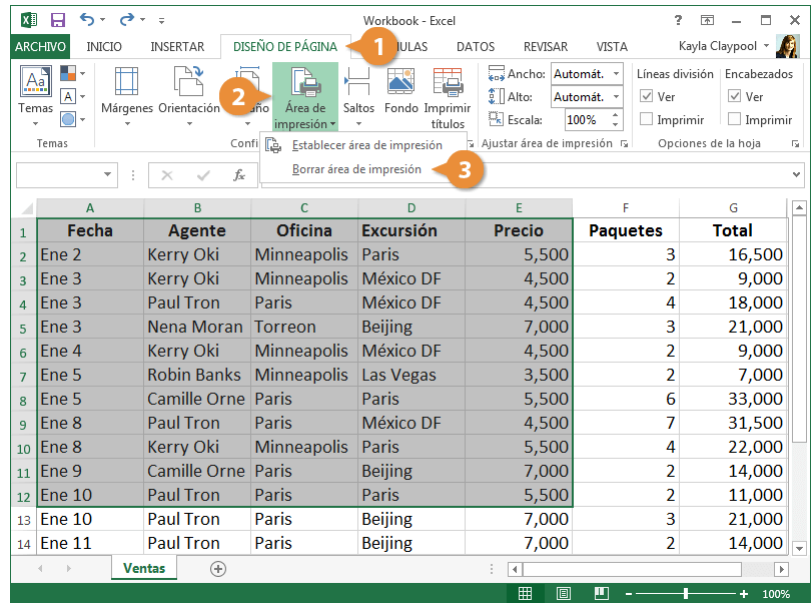 Workbook - Excel
ARCHIVO INICIO INSERTAR DISEÑO DE PÁGINA 1 ULAS DATOS REVISAR VISTA Kayla Claypool
Aa Ancho: Automát. Líneas división Encabezados
A 2 Alto: Automát. Ver Ver
Temas Márgenes Orientación ño Área de impresión Saltos Fondo Imprimir títulos Escala: 100% Imprimir Imprimir
Temas Confi Ajustar área de impresión Opciones de la hoja
Establecer área de impresión
Borrar área de impresión 3
fx
A B C D E F G
1 Fecha Agente Oficina Excursión Precio Paquetes Total
2 Ene 2 Kerry Oki Minneapolis Paris 5,500 3 16,500
3 Ene 3 Kerry Oki Minneapolis México DF 4,500 2 9,000
4 Ene 3 Paul Tron Paris México DF 4,500 4 18,000
5 Ene 3 Nena Moran Torreon Beijing 7,000 3 21,000
6 Ene 4 Kerry Oki Minneapolis México DF 4,500 2 9,000
7 Ene 5 Robin Banks Minneapolis Las Vegas 3,500 2 7,000
8 Ene 5 Camille Orne Paris Paris 5,500 6 33,000
9 Ene 8 Paul Tron Paris México DF 4,500 7 31,500
10 Ene 8 Kerry Oki Minneapolis Paris 5,500 4 22,000
11 Ene 9 Camille Orne Paris Beijing 7,000 2 14,000
12 Ene 10 Paul Tron Paris Paris 5,500 2 11,000
13 Ene 10 Paul Tron Paris Beijing 7,000 3 21,000
14 Ene 11 Paul Tron Paris Beijing 7,000 2 14,000
Ventas
100%